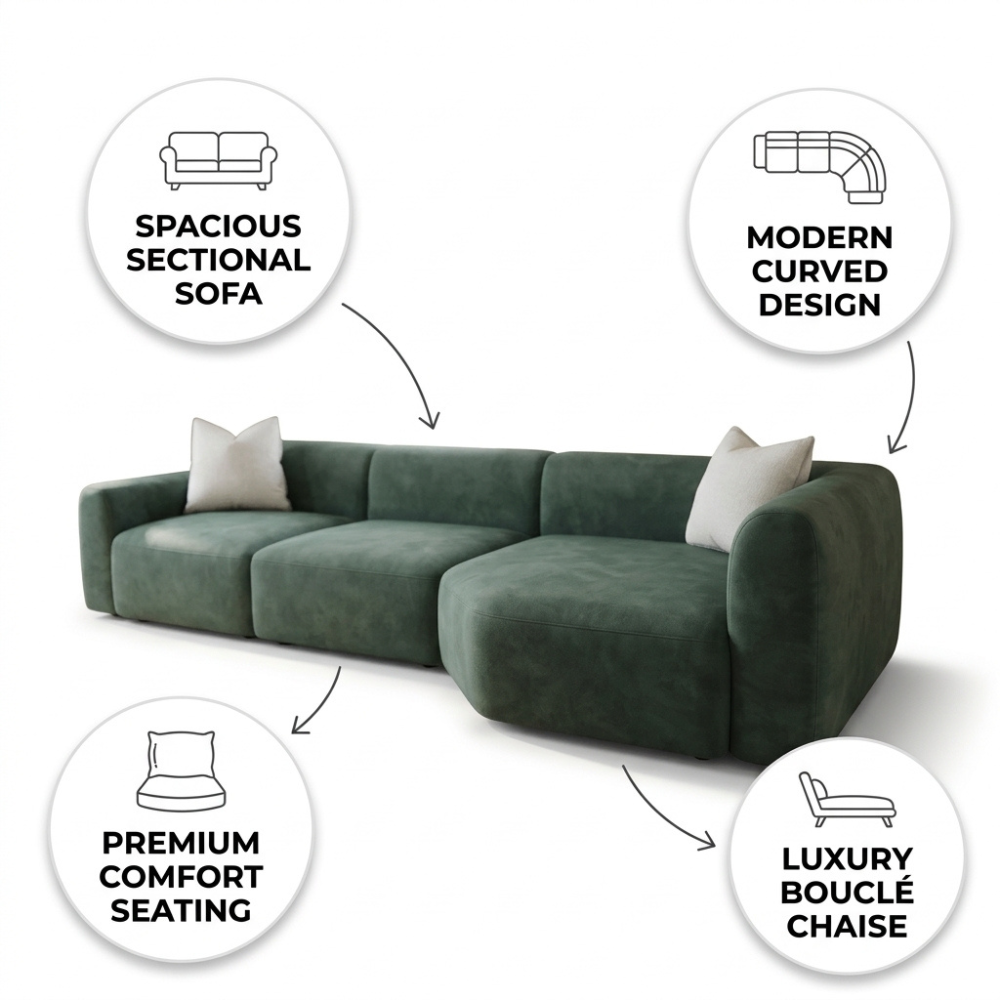 SPACIOUS
SECTIONAL
SOFA
MODERN
CURVED
DESIGN
PREMIUM
COMFORT
SEATING
LUXURY
BOUCLÉ
CHAISE